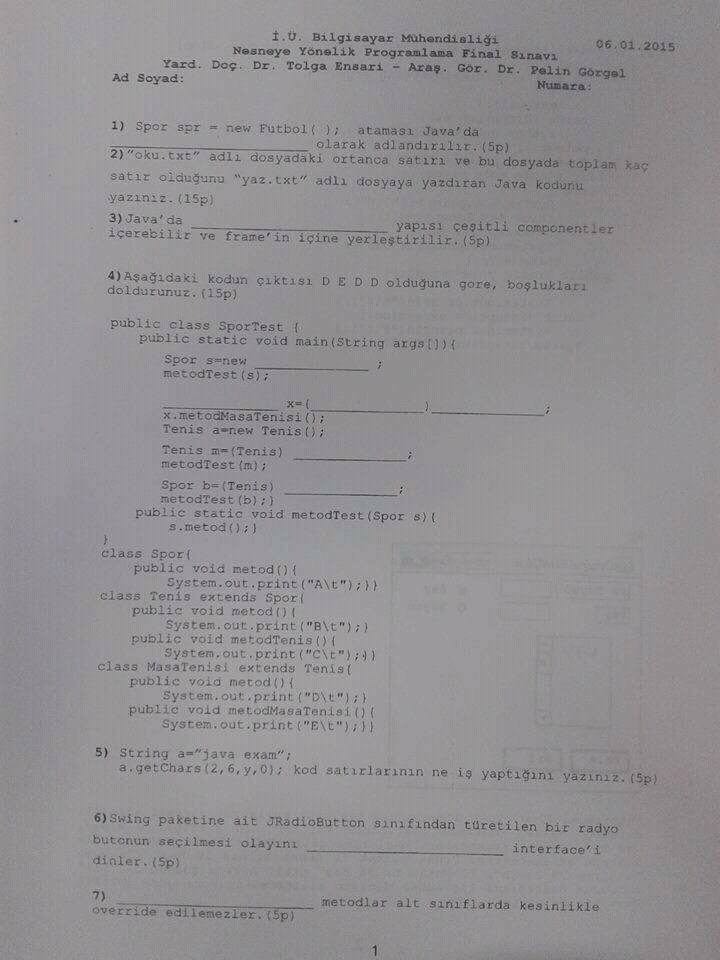 İ.Ü. Bilgisayar Mühendisliği
06.01.2015
Nesneye Yönelik Programlama Final Sınavı
Yard. Doç. Dr. Tolga Ensari – Araş. Gör. Dr. Pelin Görgel
Ad Soyad:
Numara:
1) Spor spr = new Futbol( ); ataması Java'da
____________________ olarak adlandırılır.(5p)
2)"oku.txt" adlı dosyadaki ortanca satırı ve bu dosyada toplam kaç
satır olduğunu "yaz.txt" adlı dosyaya yazdıran Java kodunu
yazınız.(15p)
3)Java'da ____________________ yapısı çeşitli componentler
içerebilir ve frame'in içine yerleştirilir.(5p)
4)Aşağıdaki kodun çıktısı D E D D olduğuna gore, boşlukları
doldurunuz.(15p)
public class SporTest {
public static void main(String args[]){
Spor s=new ____________ ;
metodTest(s);
____________ x=(____________)____________;
x.metodMasaTenisi();
Tenis a=new Tenis();
Tenis m=(Tenis) ____________;
metodTest(m);
Spor b=(Tenis) ____________;
metodTest(b);}
public static void metodTest(Spor s){
s.metod();}
}
class Spor{
public void metod(){
System.out.print("A\t");}}
class Tenis extends Spor{
public void metod(){
System.out.print("B\t");}
public void metodTenis(){
System.out.print("C\t");}}
class MasaTenisi extends Tenis{
public void metod(){
System.out.print("D\t");}
public void metodMasaTenisi(){
System.out.print("E\t");}}
5) String a="java exam";
a.getChars(2,6,y,0); kod satırlarının ne iş yaptığını yazınız.(5p)
6)Swing paketine ait JRadioButton sınıfından türetilen bir radyo
butonun seçilmesi olayını ____________________ interface'i
dinler.(5p)
7) ____________________ metodlar alt sınıflarda kesinlikle
override edilemezler.(5p)
1